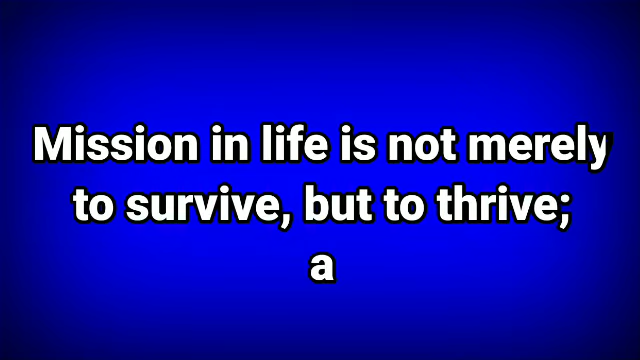 Mission in life is not merely
to survive, but to thrive;
a